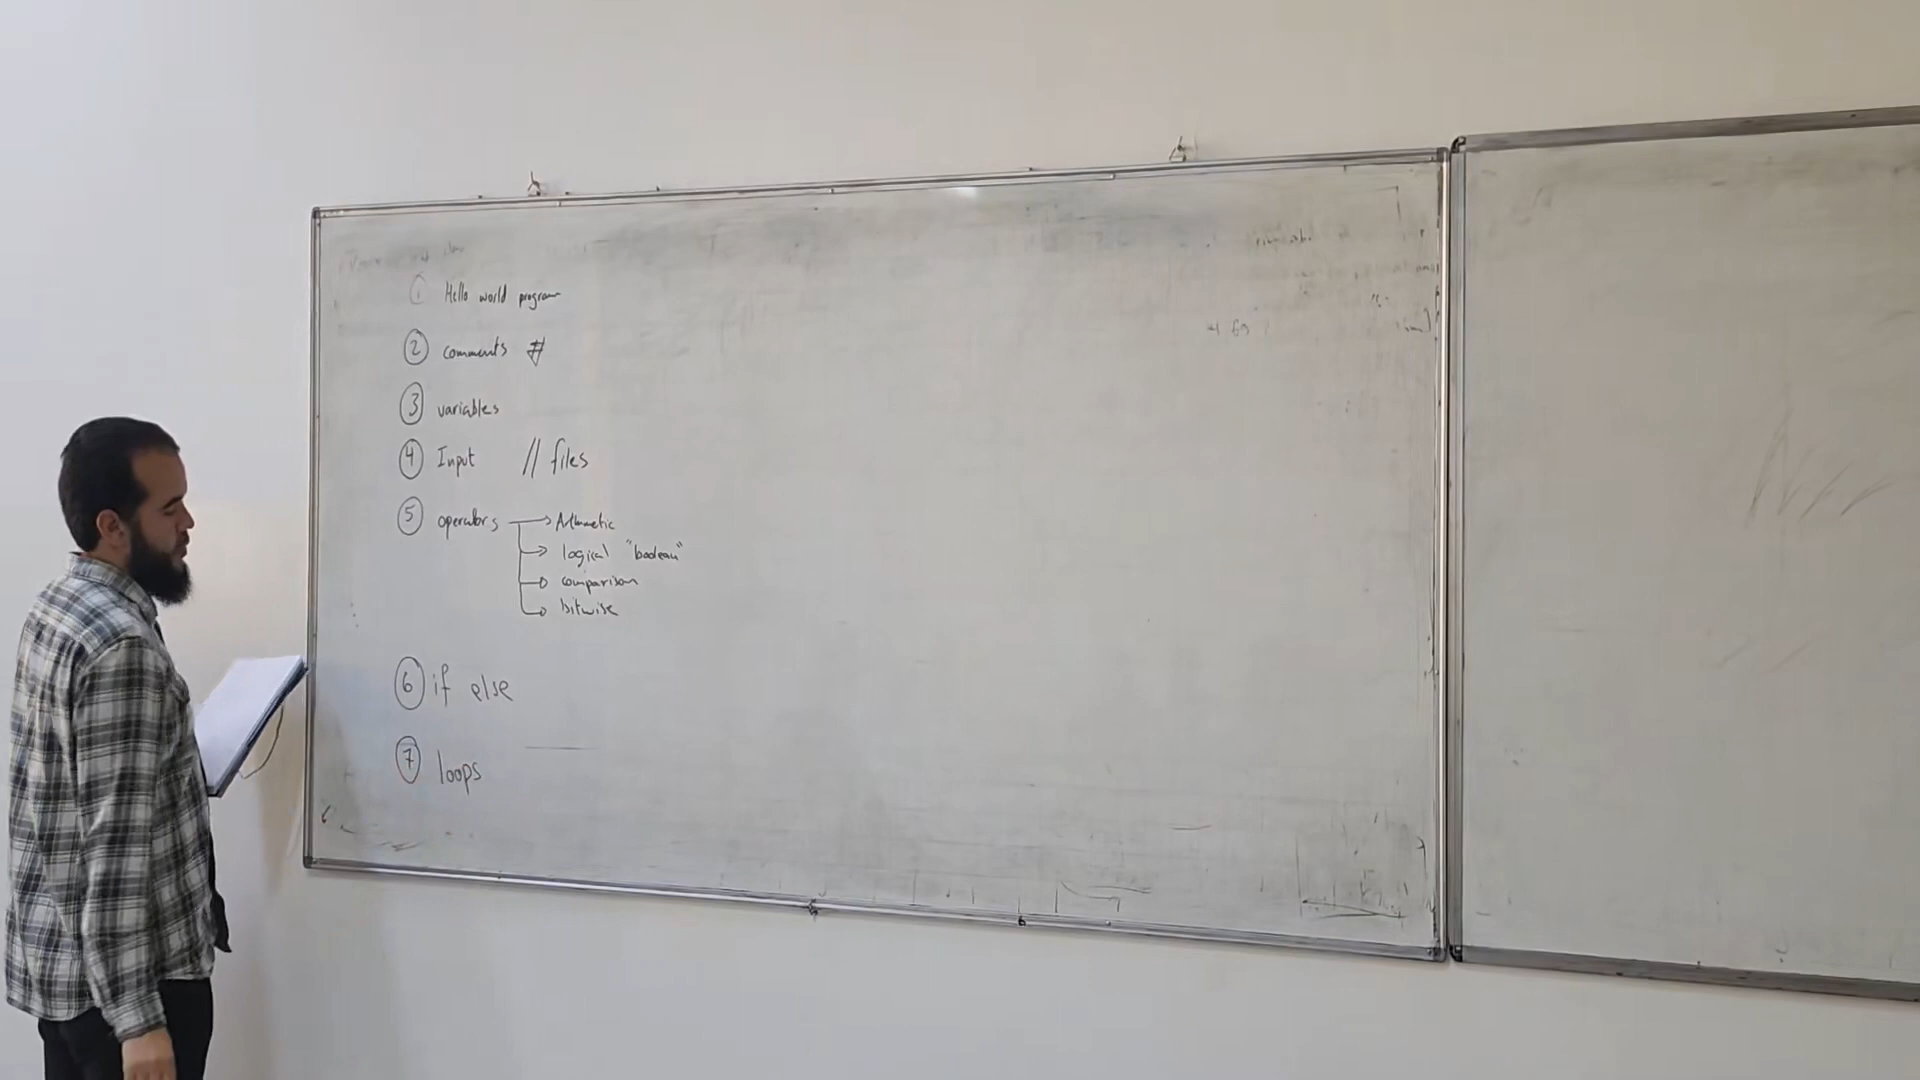 ① Hello world program
② comments #
③ variables
④ Input // files
⑤ operators → Arithmetic
→ logical "boolean"
→ comparison
→ bitwise
⑥ if else
⑦ loops